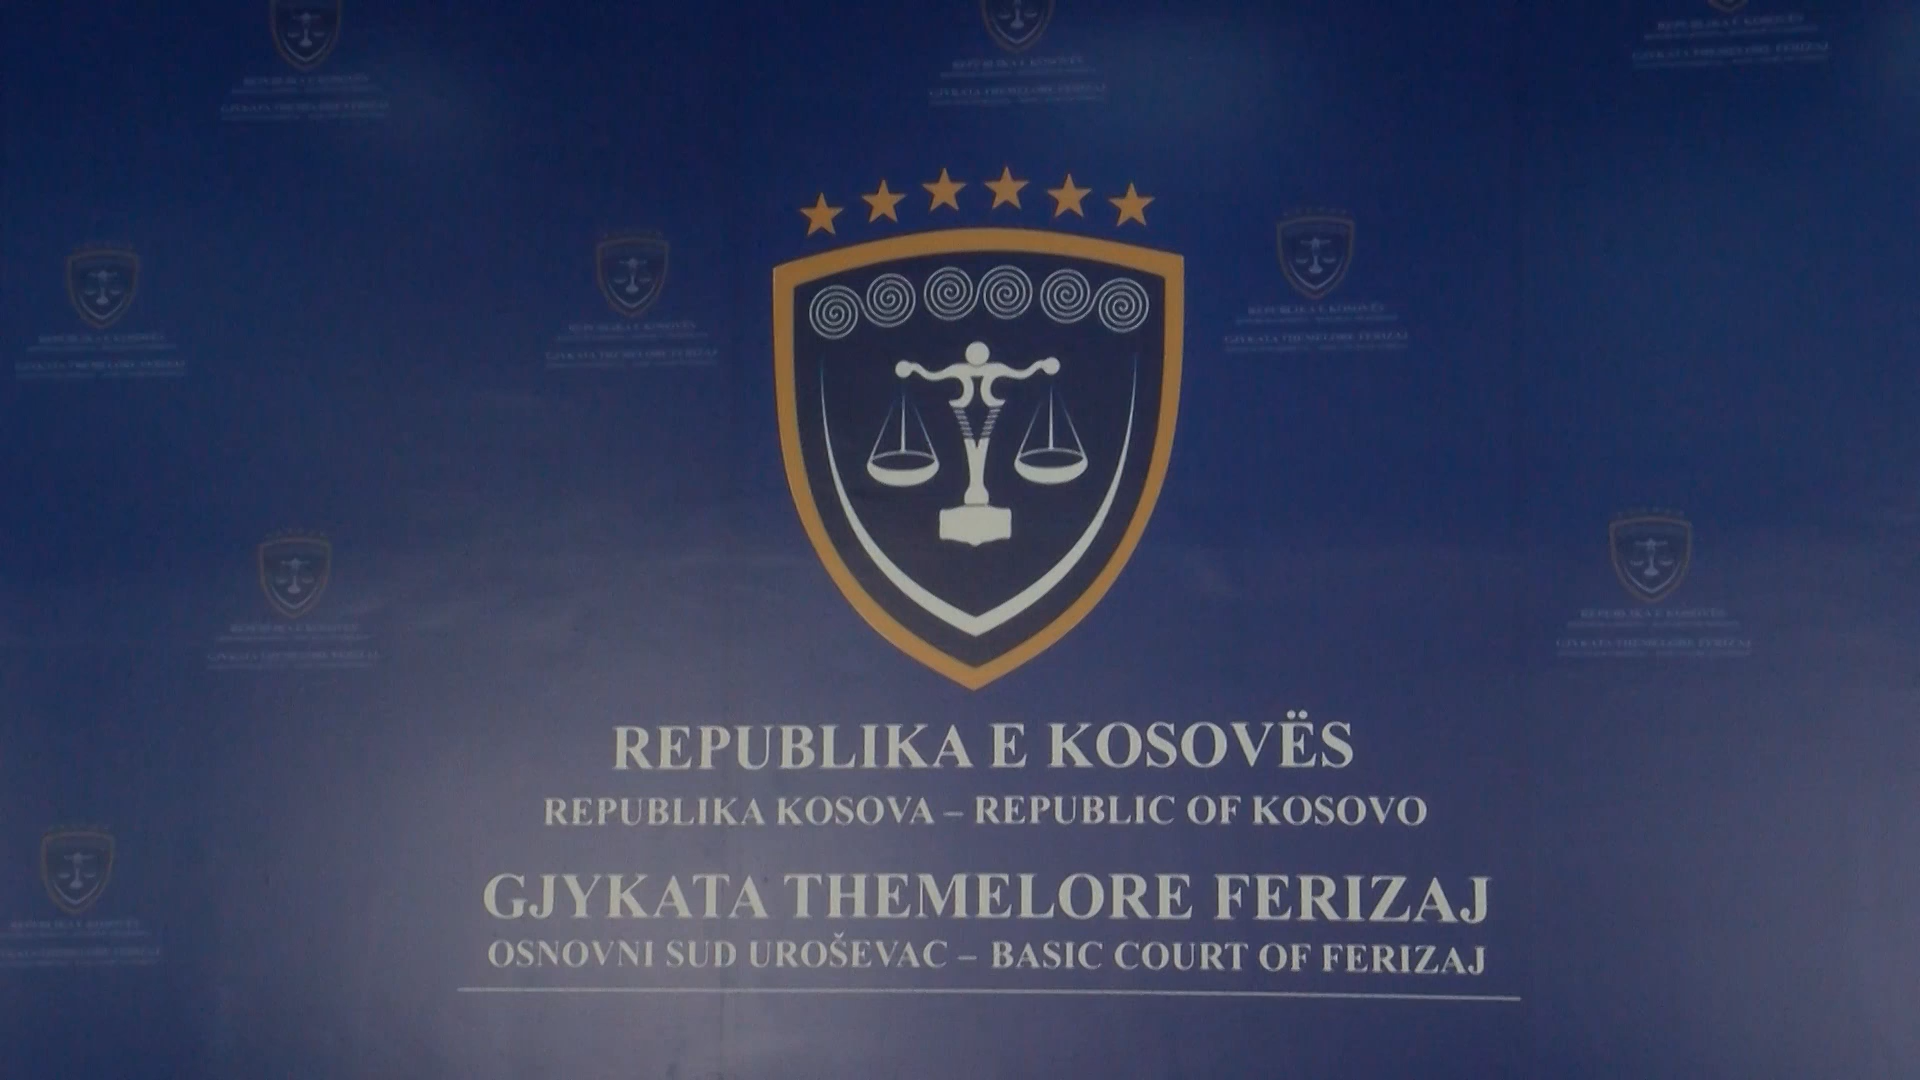 REPUBLIKA E KOSOVËS
REPUBLIKA KOSOVA – REPUBLIC OF KOSOVO
GJYKATA THEMELORE FERIZAJ
OSNOVNI SUD UROŠEVAC – BASIC COURT OF FERIZAJ